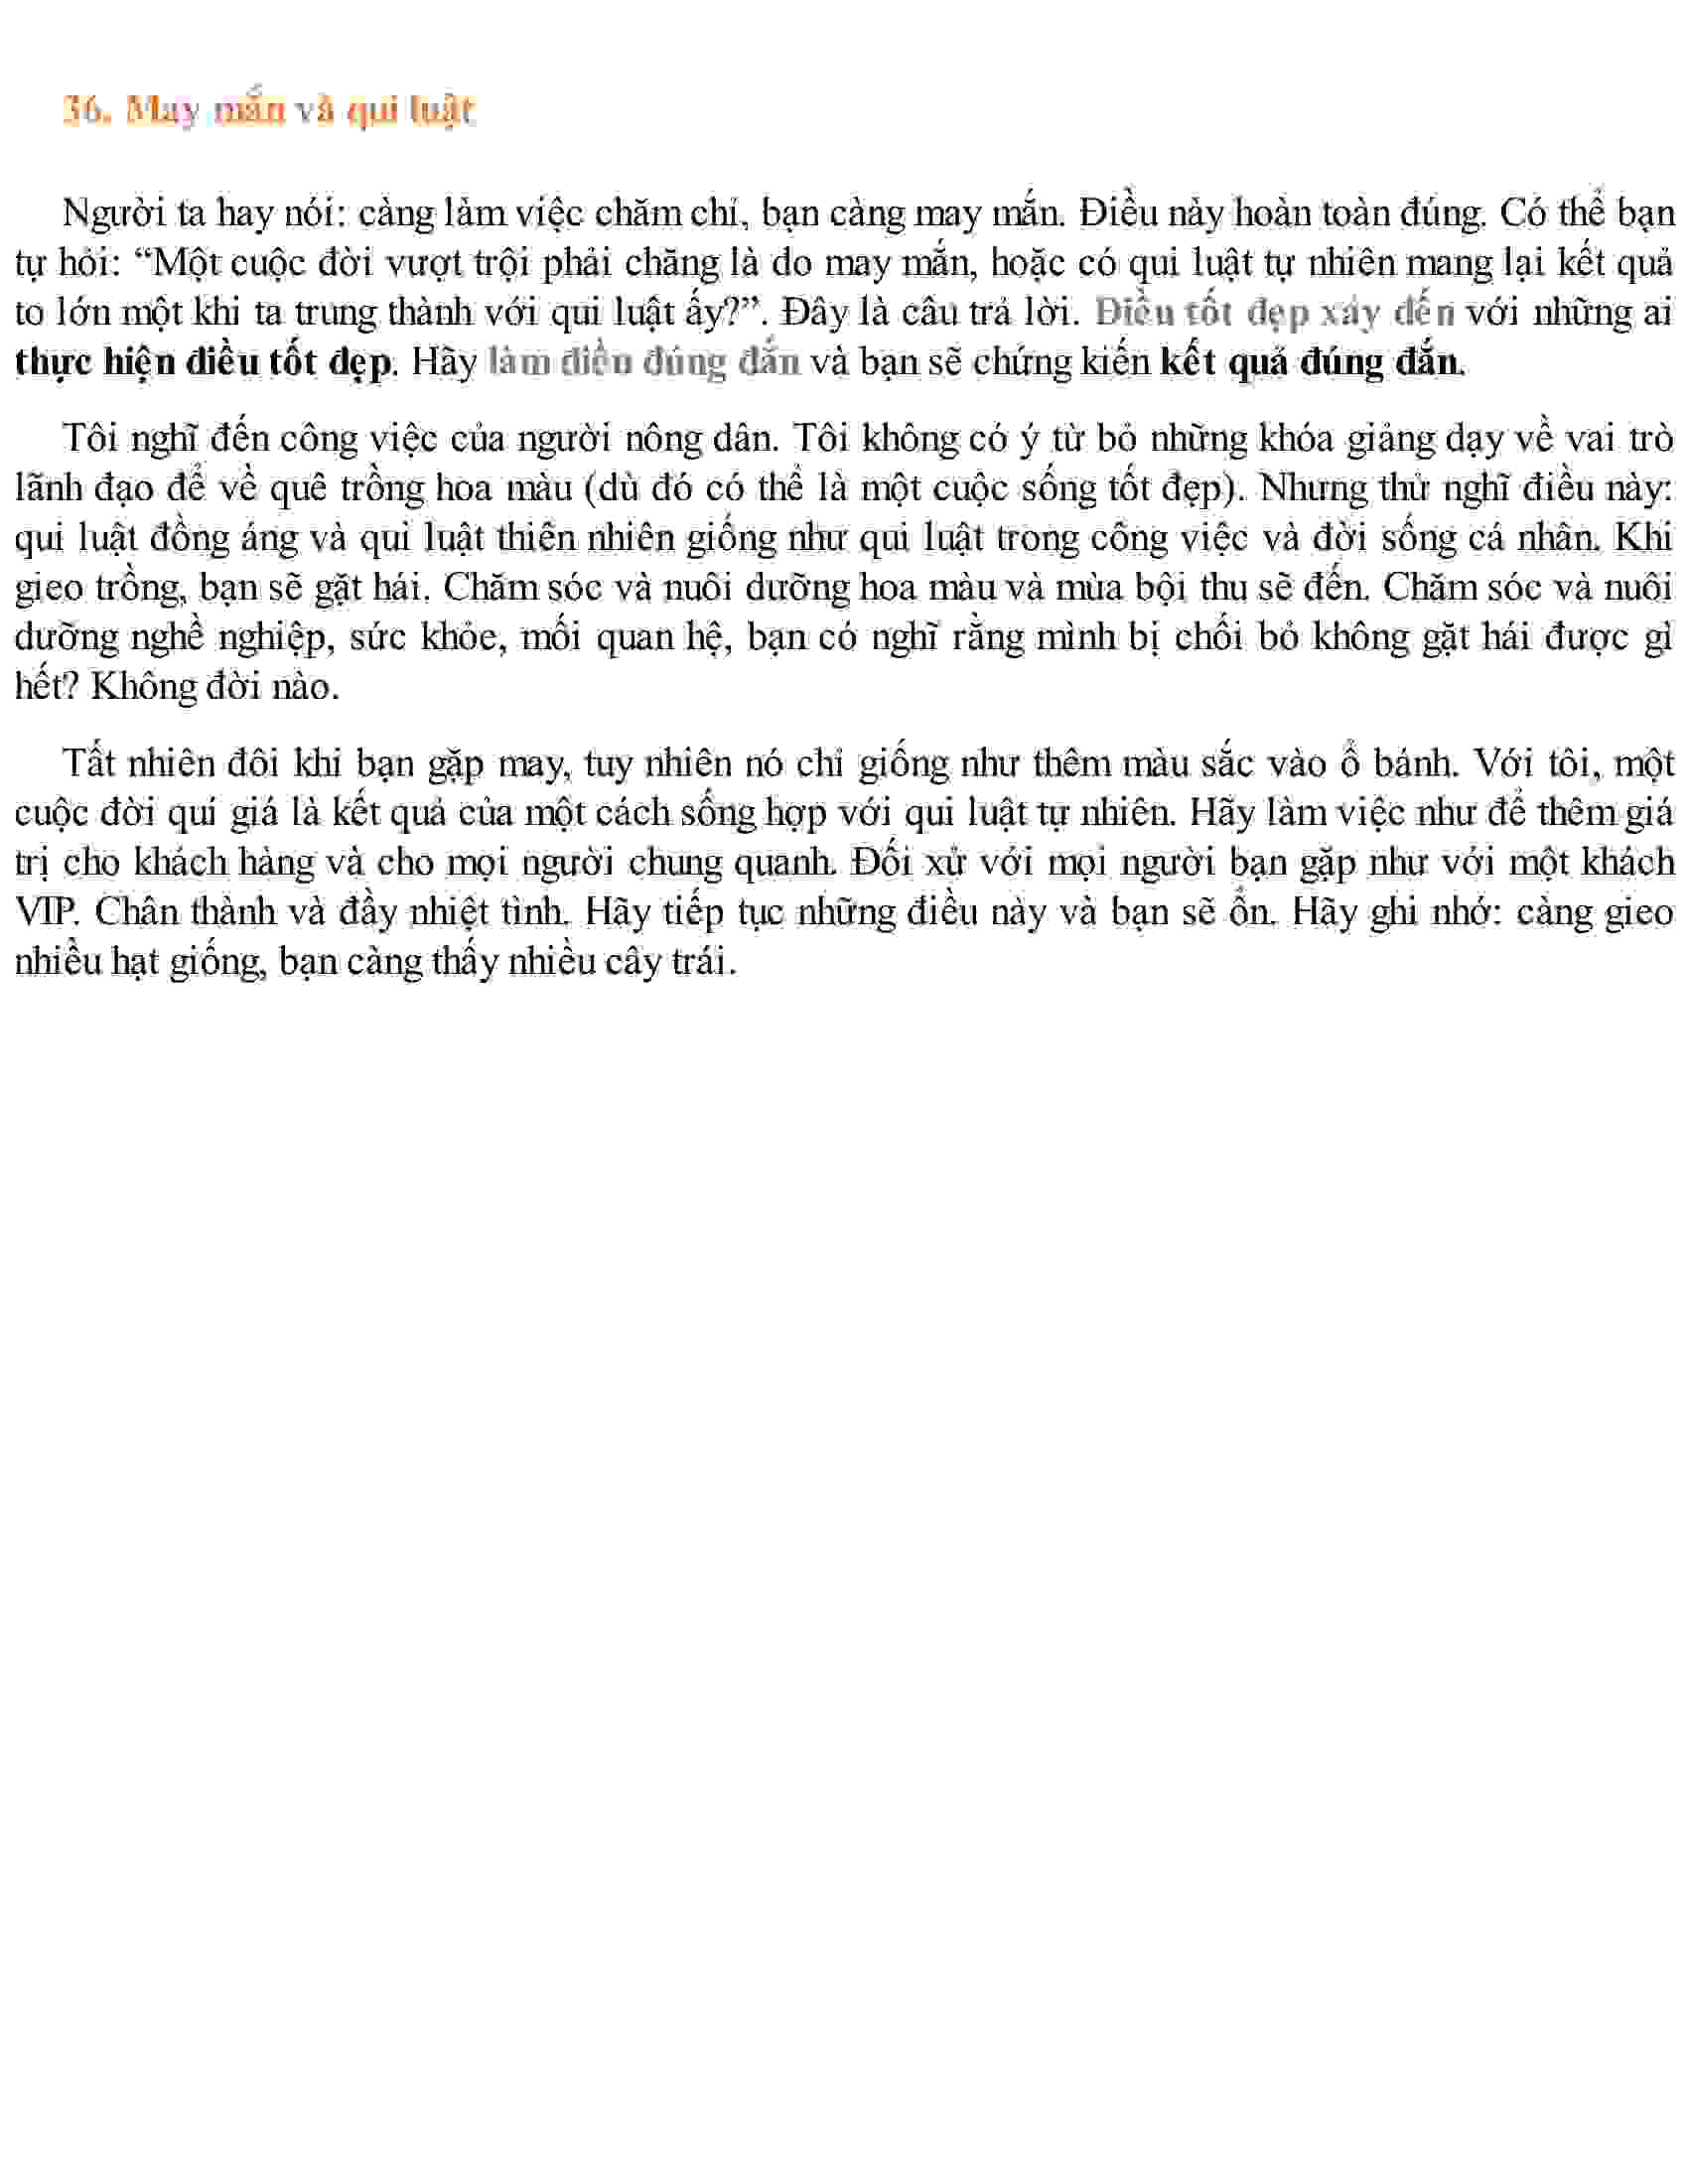 36. May mắn và qui luật
Người ta hay nói: càng làm việc chăm chỉ, bạn càng may mắn. Điều này hoàn toàn đúng. Có thể bạn
tự hỏi: “Một cuộc đời vượt trội phải chăng là do may mắn, hoặc có qui luật tự nhiên mang lại kết quả
to lớn một khi ta trung thành với qui luật ấy?”. Đây là câu trả lời. Điều tốt đẹp xảy đến với những ai
thực hiện điều tốt đẹp. Hãy làm điều đúng đắn và bạn sẽ chứng kiến kết quả đúng đắn.
Tôi nghĩ đến công việc của người nông dân. Tôi không có ý từ bỏ những khóa giảng dạy về vai trò
lãnh đạo để về quê trồng hoa màu (dù đó có thể là một cuộc sống tốt đẹp). Nhưng thử nghĩ điều này:
qui luật đồng áng và qui luật thiên nhiên giống như qui luật trong công việc và đời sống cá nhân. Khi
gieo trồng, bạn sẽ gặt hái. Chăm sóc và nuôi dưỡng hoa màu và mùa bội thu sẽ đến. Chăm sóc và nuôi
dưỡng nghề nghiệp, sức khỏe, mối quan hệ, bạn có nghĩ rằng mình bị chối bỏ không gặt hái được gì
hết? Không đời nào.
Tất nhiên đôi khi bạn gặp may, tuy nhiên nó chỉ giống như thêm màu sắc vào ổ bánh. Với tôi, một
cuộc đời quí giá là kết quả của một cách sống hợp với qui luật tự nhiên. Hãy làm việc như để thêm giá
trị cho khách hàng và cho mọi người chung quanh. Đối xử với mọi người bạn gặp như với một khách
VIP. Chân thành và đầy nhiệt tình. Hãy tiếp tục những điều này và bạn sẽ ổn. Hãy ghi nhớ: càng gieo
nhiều hạt giống, bạn càng thấy nhiều cây trái.